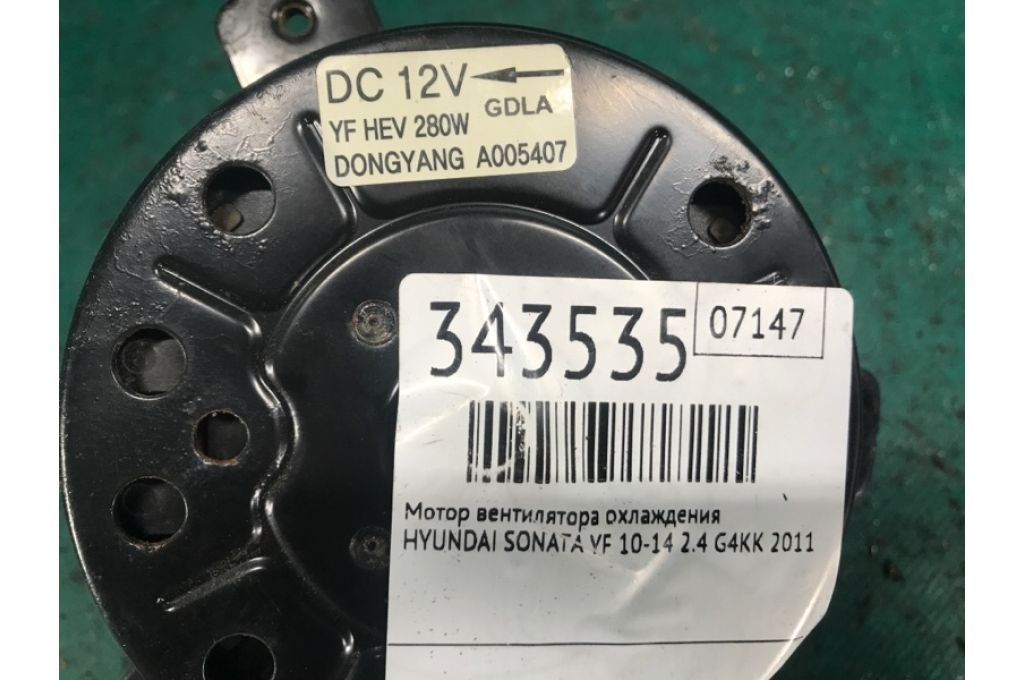 DC 12V
GDLA
YF HEV 280W
DONGYANG A005407
343535
07147
Мотор вентилятора охлаждения
HYUNDAI SONATA YF 10-14 2.4 G4KK 2011